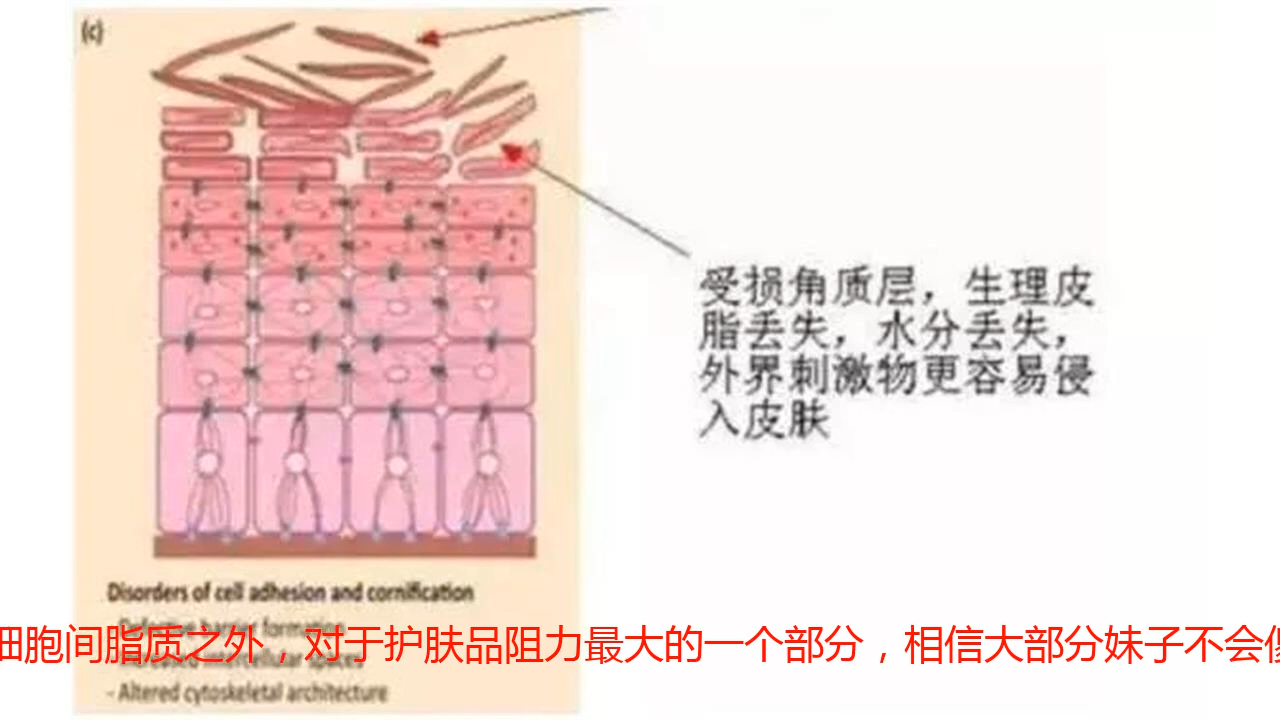 (c)
受损角质层，生理皮
脂丢失，水分丢失，
外界刺激物更容易侵
入皮肤
Disorders of cell adhesion and cornification
细胞间脂质之外，对于护肤品阻力最大的一个部分，相信大部分妹子不会
- Altered cytoskeletal architecture